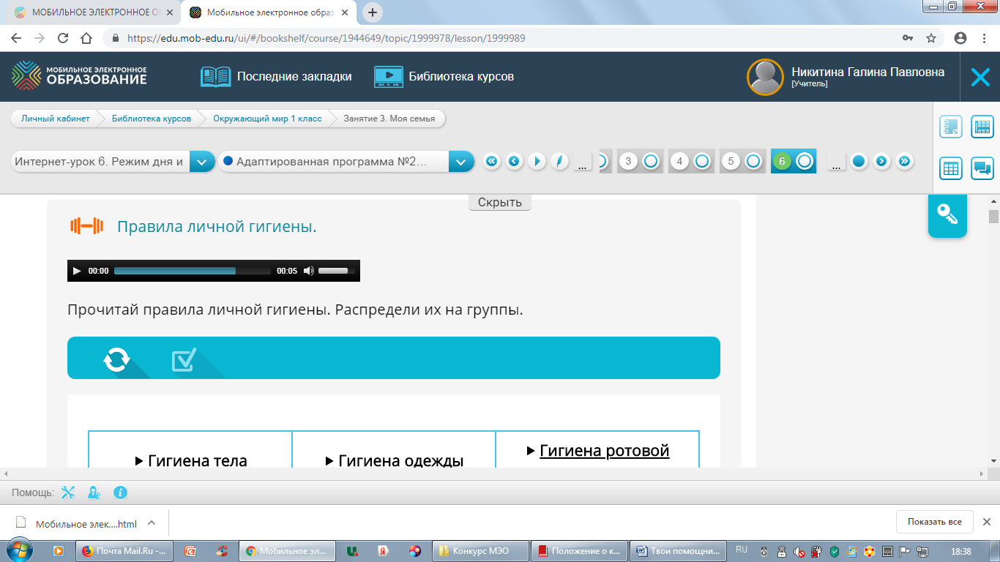 МОБИЛЬНОЕ ЭЛЕКТРОННОЕ О
Мобильное электронное образ
https://edu.mob-edu.ru/ui/#/bookshelf/course/1944649/topic/1999978/lesson/1999989
МОБИЛЬНОЕ ЭЛЕКТРОННОЕ
ОБРАЗОВАНИЕ
Последние закладки
Библиотека курсов
Никитина Галина Павловна
[Учитель]
Личный кабинет
Библиотека курсов
Окружающий мир 1 класс
Занятие 3. Моя семья
Интернет-урок 6. Режим дня и
Адаптированная программа №2...
...
3
4
5
6
...
Скрыть
Правила личной гигиены.
00:00
00:05
Прочитай правила личной гигиены. Распредели их на группы.
Гигиена тела
Гигиена одежды
Гигиена ротовой
Помощь:
Мобильное элек....html
Показать все
Почта Mail.Ru -...
Мобильное эл...
Конкурс МЭО
Положение о к...
Твои помощни...
RU
18:38